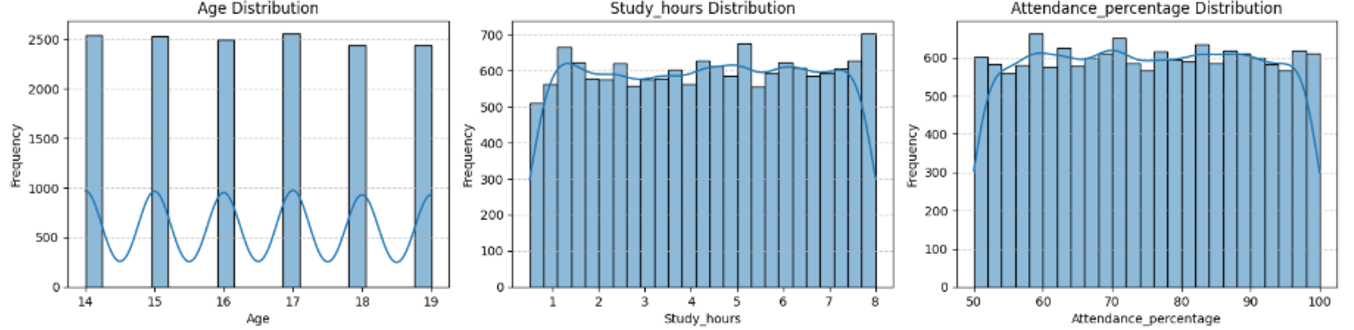 Age Distribution
Frequency
2500
2000
1500
1000
500
0
14 15 16 17 18 19
Age
Study_hours Distribution
Frequency
700
600
500
400
300
200
100
0
1 2 3 4 5 6 7 8
Study_hours
Attendance_percentage Distribution
Frequency
600
500
400
300
200
100
0
50 60 70 80 90 100
Attendance_percentage